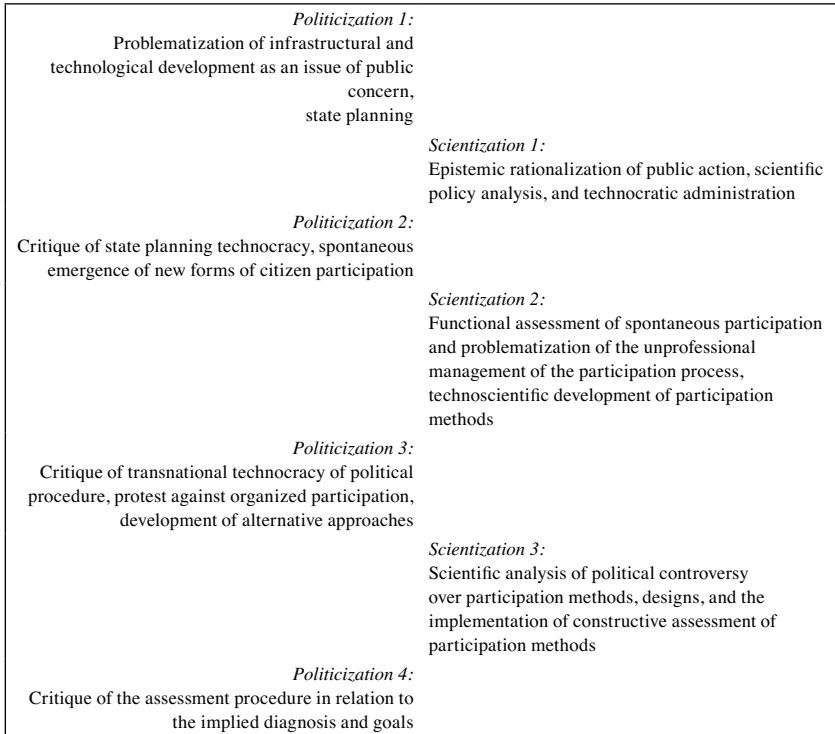 Politicization 1:
Problematization of infrastructural and
technological development as an issue of public
concern,
state planning
Scientization 1:
Epistemic rationalization of public action, scientific
policy analysis, and technocratic administration
Politicization 2:
Critique of state planning technocracy, spontaneous
emergence of new forms of citizen participation
Scientization 2:
Functional assessment of spontaneous participation
and problematization of the unprofessional
management of the participation process,
technoscientific development of participation
methods
Politicization 3:
Critique of transnational technocracy of political
procedure, protest against organized participation,
development of alternative approaches
Scientization 3:
Scientific analysis of political controversy
over participation methods, designs, and the
implementation of constructive assessment of
participation methods
Politicization 4:
Critique of the assessment procedure in relation to
the implied diagnosis and goals